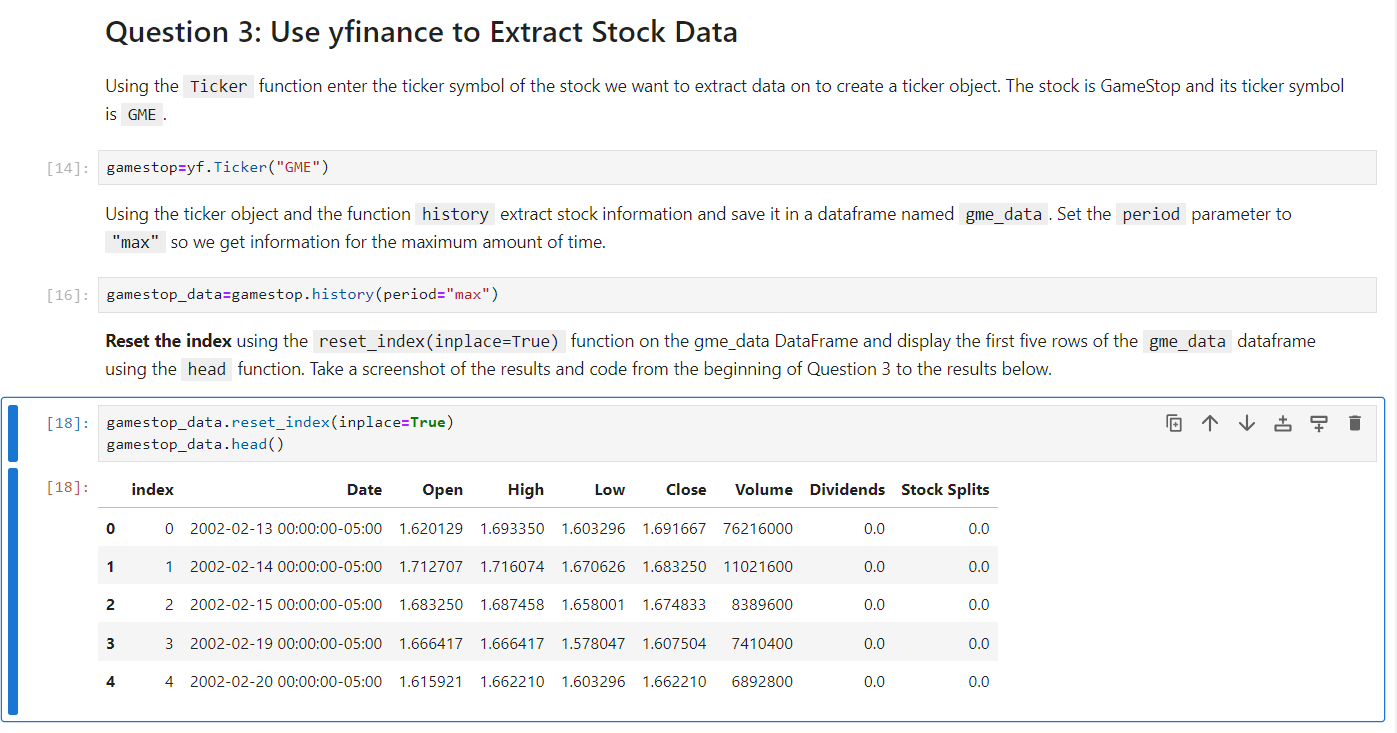 Question 3: Use yfinance to Extract Stock Data
Using the Ticker function enter the ticker symbol of the stock we want to extract data on to create a ticker object. The stock is GameStop and its ticker symbol
is GME .
[14]: gamestop=yf.Ticker("GME")
Using the ticker object and the function history extract stock information and save it in a dataframe named gme_data . Set the period parameter to
"max" so we get information for the maximum amount of time.
[16]: gamestop_data=gamestop.history(period="max")
Reset the index using the reset_index(inplace=True) function on the gme_data DataFrame and display the first five rows of the gme_data dataframe
using the head function. Take a screenshot of the results and code from the beginning of Question 3 to the results below.
[18]: gamestop_data.reset_index(inplace=True)
gamestop_data.head()
[18]: index Date Open High Low Close Volume Dividends Stock Splits
0 0 2002-02-13 00:00:00-05:00 1.620129 1.693350 1.603296 1.691667 76216000 0.0 0.0
1 1 2002-02-14 00:00:00-05:00 1.712707 1.716074 1.670626 1.683250 11021600 0.0 0.0
2 2 2002-02-15 00:00:00-05:00 1.683250 1.687458 1.658001 1.674833 8389600 0.0 0.0
3 3 2002-02-19 00:00:00-05:00 1.666417 1.666417 1.578047 1.607504 7410400 0.0 0.0
4 4 2002-02-20 00:00:00-05:00 1.615921 1.662210 1.603296 1.662210 6892800 0.0 0.0